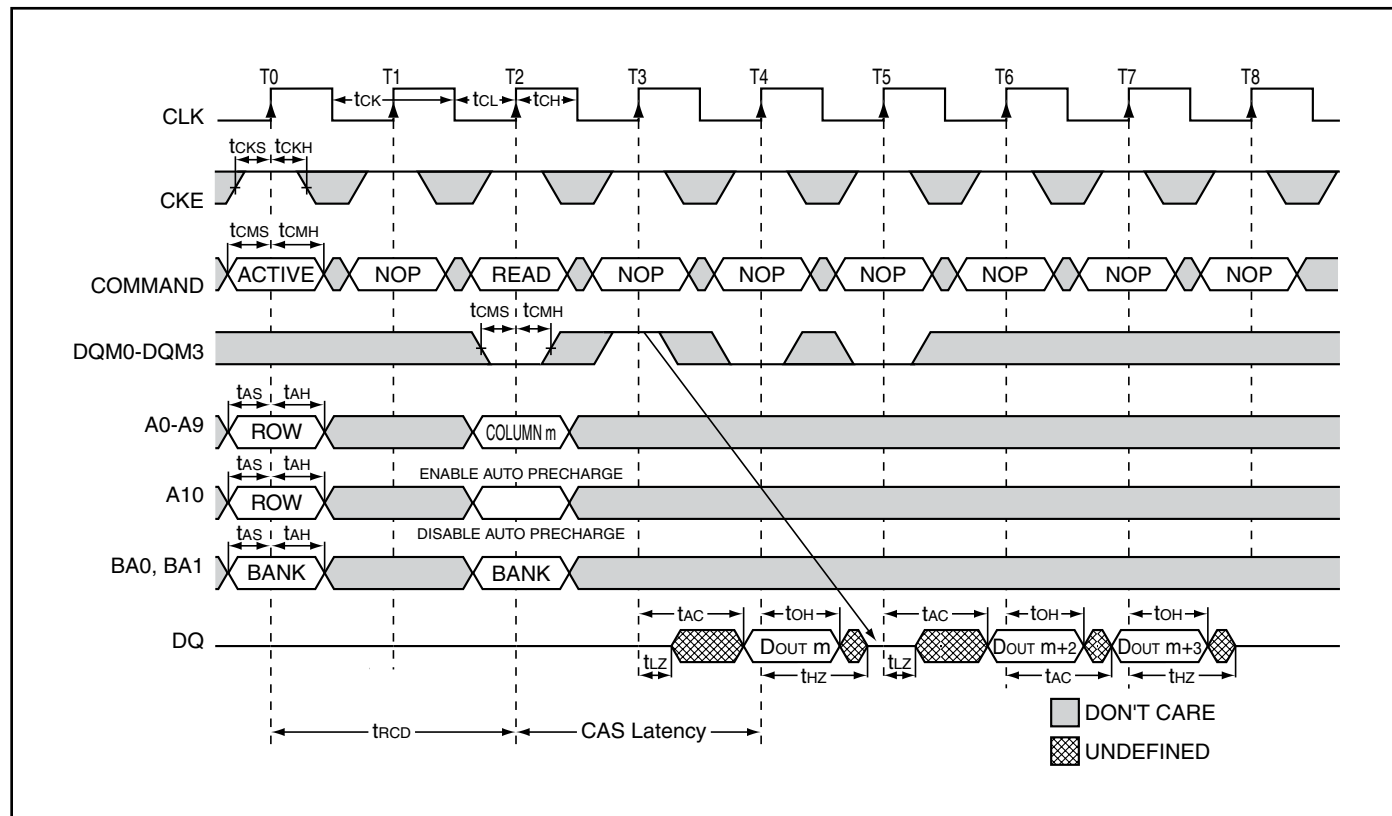 T0 T1 T2 T3 T4 T5 T6 T7 T8
tCK tCL tCH
CLK
tCKS tCKH
CKE
tCMS tCMH
COMMAND ACTIVE NOP READ NOP NOP NOP NOP NOP NOP
tCMS tCMH
DQM0-DQM3
tAS tAH
A0-A9 ROW COLUMN m
tAS tAH ENABLE AUTO PRECHARGE
A10 ROW
tAS tAH DISABLE AUTO PRECHARGE
BA0, BA1 BANK BANK
tAC tOH tAC tOH tOH
DQ DOUT m DOUT m+2 DOUT m+3
tLZ tHZ tLZ tAC tHZ
tRCD CAS Latency
DON'T CARE
UNDEFINED